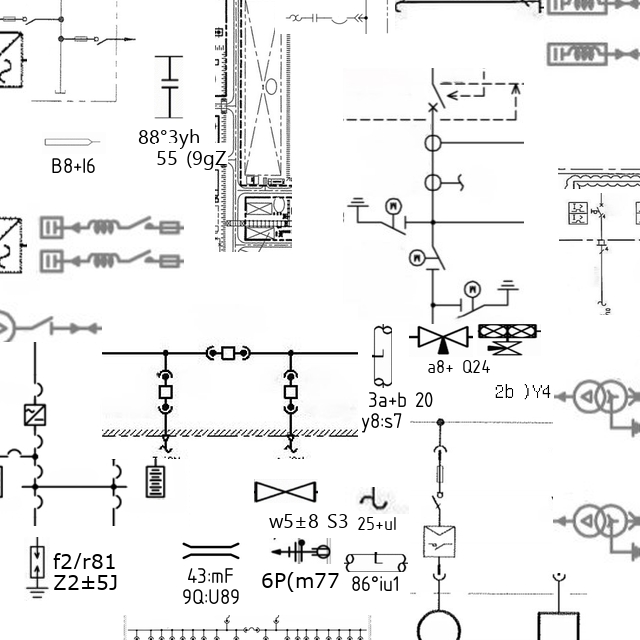 88°3yh
55 (9gZ
B8+I6
M
M
M
M
a8+ Q24
3a+b 20
y8:s7
2b )Y4
w5±8 S3
25+ul
f2/r81
Z2±5J
43:mF
9Q:U89
6P(m77
86°iu1